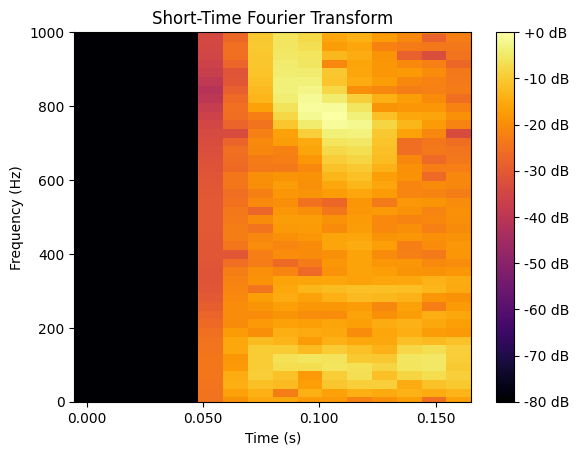 Short-Time Fourier Transform
1000
800
600
400
200
0
Frequency (Hz)
0.000
0.050
0.100
0.150
Time (s)
+0 dB
-10 dB
-20 dB
-30 dB
-40 dB
-50 dB
-60 dB
-70 dB
-80 dB